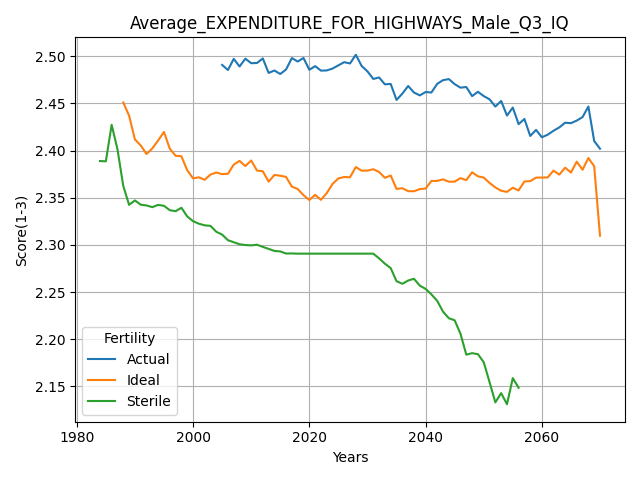 Average_EXPENDITURE_FOR_HIGHWAYS_Male_Q3_IQ
2.50
2.45
2.40
2.35
2.30
2.25
2.20
2.15
Score(1-3)
Fertility
Actual
Ideal
Sterile
1980 2000 2020 2040 2060
Years